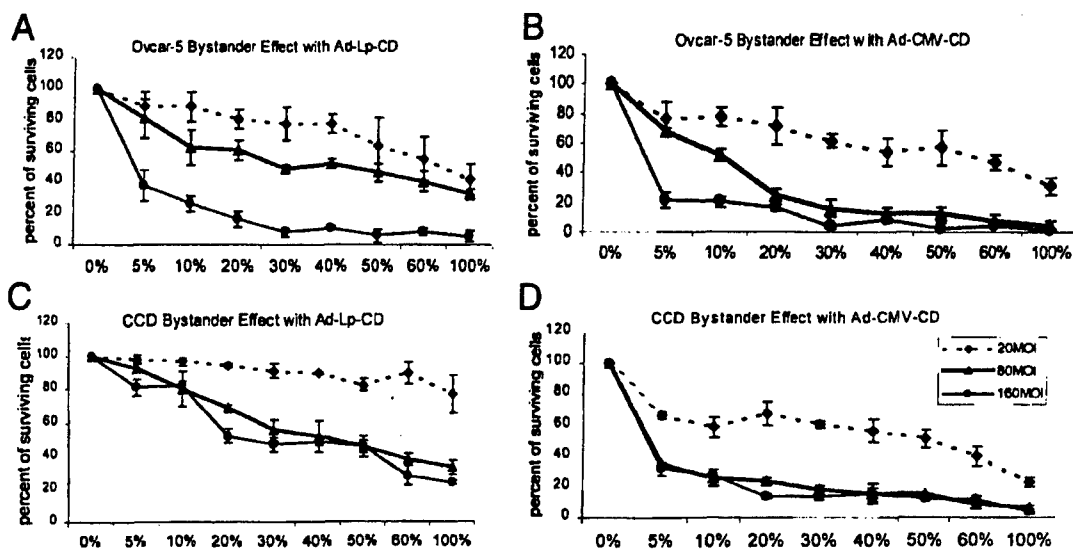 A
Ovcar-5 Bystander Effect with Ad-Lp-CD
percent of surviving cells
120
100
80
60
40
20
0
0% 5% 10% 20% 30% 40% 50% 60% 100%
B
Ovcar-5 Bystander Effect with Ad-CMV-CD
percent of surviving cells
120
100
80
60
40
20
0
0% 5% 10% 20% 30% 40% 50% 60% 100%
C
CCD Bystander Effect with Ad-Lp-CD
percent of surviving cells
120
100
80
60
40
20
0
0% 5% 10% 20% 30% 40% 50% 60% 100%
D
CCD Bystander Effect with Ad-CMV-CD
percent of surviving cells
120
100
80
60
40
20
0
0% 5% 10% 20% 30% 40% 50% 60% 100%
20MOI
80MOI
160MOI